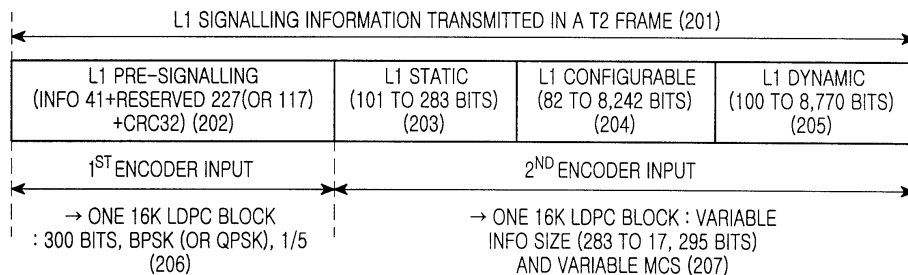 L1 SIGNALLING INFORMATION TRANSMITTED IN A T2 FRAME (201)
L1 PRE-SIGNALLING
(INFO 41+RESERVED 227(OR 117)
+CRC32) (202)
L1 STATIC
(101 TO 283 BITS)
(203)
L1 CONFIGURABLE
(82 TO 8,242 BITS)
(204)
L1 DYNAMIC
(100 TO 8,770 BITS)
(205)
1ST ENCODER INPUT
2ND ENCODER INPUT
→ ONE 16K LDPC BLOCK
: 300 BITS, BPSK (OR QPSK), 1/5
(206)
→ ONE 16K LDPC BLOCK : VARIABLE
INFO SIZE (283 TO 17, 295 BITS)
AND VARIABLE MCS (207)